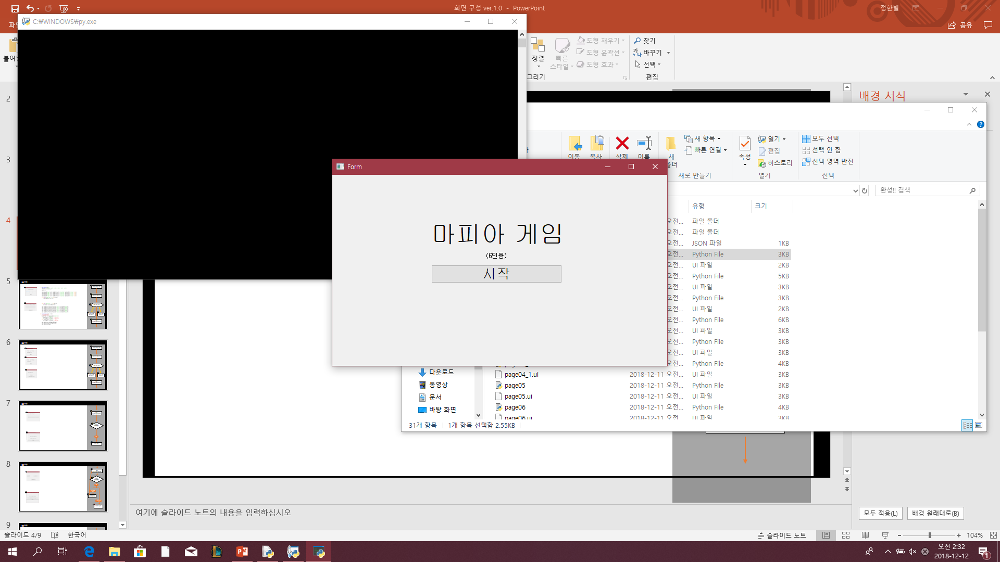 화면 구성 ver.1.0 - PowerPoint
정한별
공유
C:₩WINDOWS₩py.exe
정렬
빠른
스타일
도형 채우기
도형 윤곽선
도형 효과
그리기
찾기
바꾸기
선택
편집
배경 서식
이동
복사
삭제
이름
새
폴더
새 항목
빠른 연결
새로 만들기
속성
열기
편집
히스토리
열기
모두 선택
선택 안 함
선택 영역 반전
선택
완성!! 검색
유형
크기
Form
마피아 게임
(6인용)
시작
오전... 파일 폴더
오전... 파일 폴더
오전... JSON 파일 1KB
오전... Python File 3KB
오전... UI 파일 2KB
오전... Python File 5KB
오전... UI 파일 3KB
오전... Python File 3KB
오전... UI 파일 2KB
오전... Python File 6KB
오전... UI 파일 3KB
오전... Python File 3KB
오전... UI 파일 3KB
오전... Python File 4KB
page04_1.ui 2018-12-11 오전... UI 파일 3KB
page05 2018-12-11 오전... Python File 3KB
page05.ui 2018-12-11 오전... UI 파일 3KB
page06 2018-12-11 오전... Python File 4KB
page06.ui 2018-12-11 오전... UI 파일 3KB
다운로드
동영상
문서
바탕 화면
31개 항목
1개 항목 선택함 2.55KB
2
3
4
5
6
7
8
9
여기에 슬라이드 노트의 내용을 입력하십시오
모두 적용(L)
배경 원래대로(B)
슬라이드 4/9
한국어
슬라이드 노트
104%
오전 2:32
2018-12-12
1